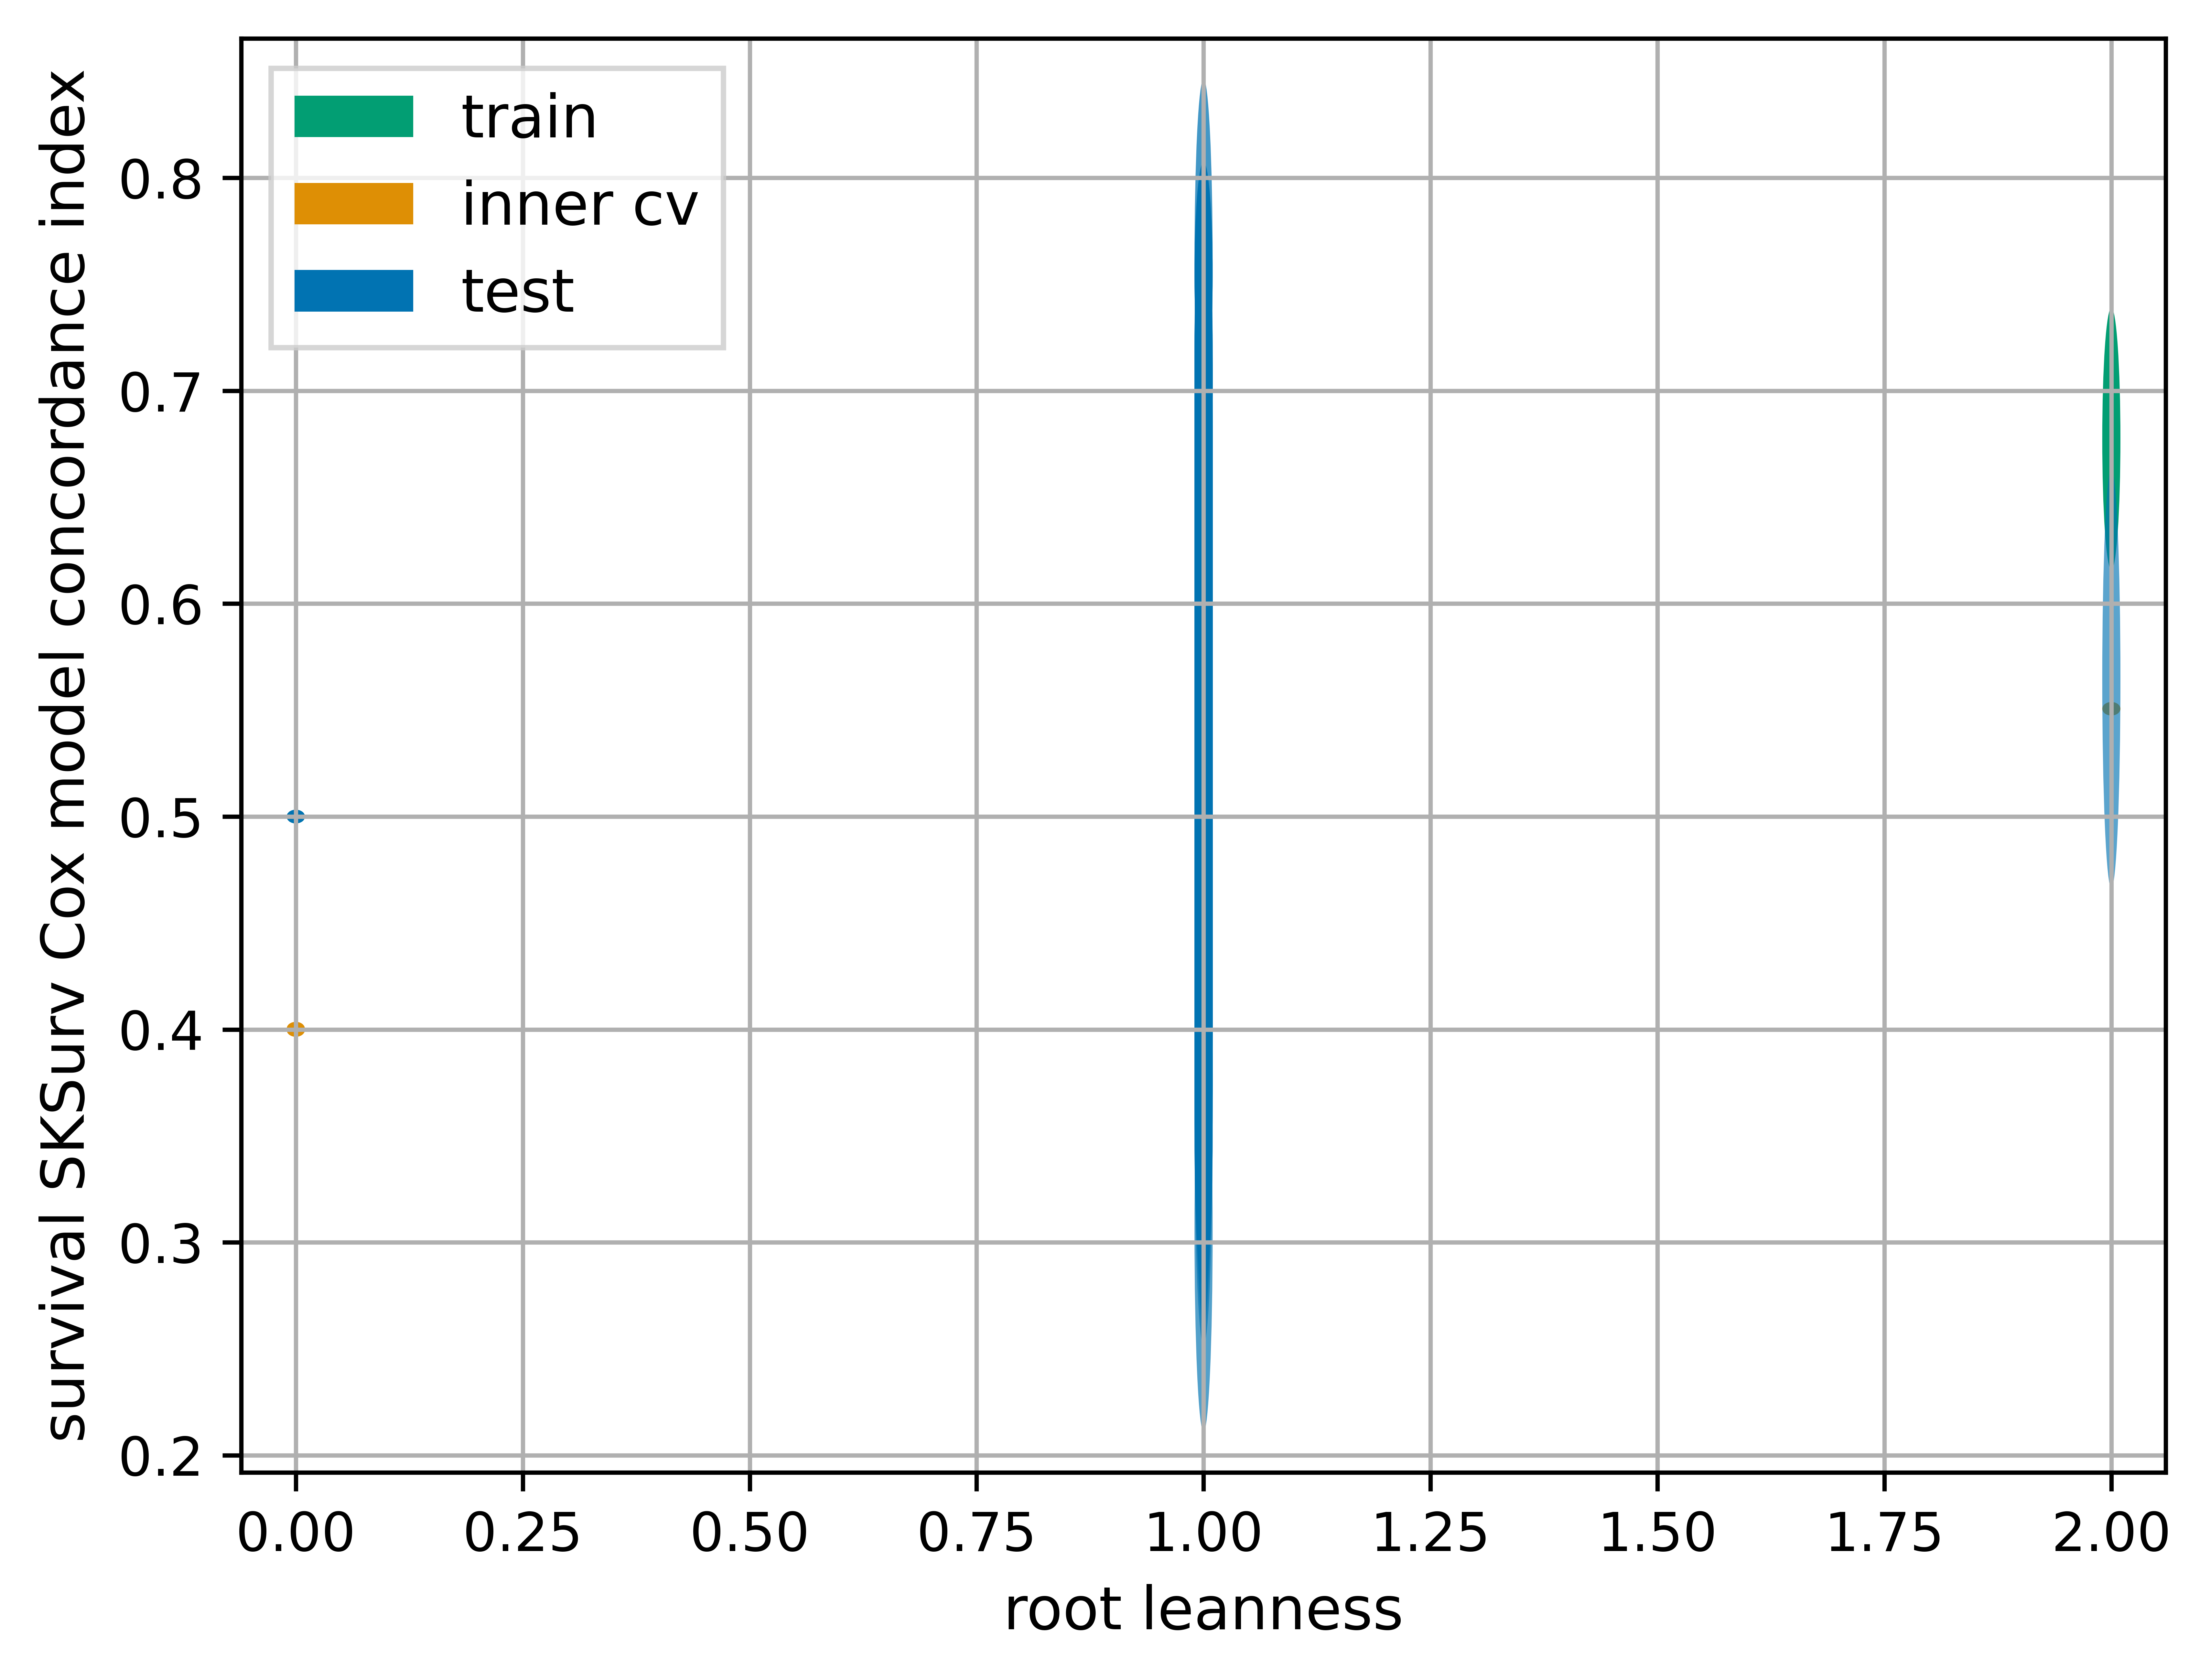 train
inner cv
test
survival SKSurv Cox model concordance index
0.8
0.7
0.6
0.5
0.4
0.3
0.2
0.00 0.25 0.50 0.75 1.00 1.25 1.50 1.75 2.00
root leanness